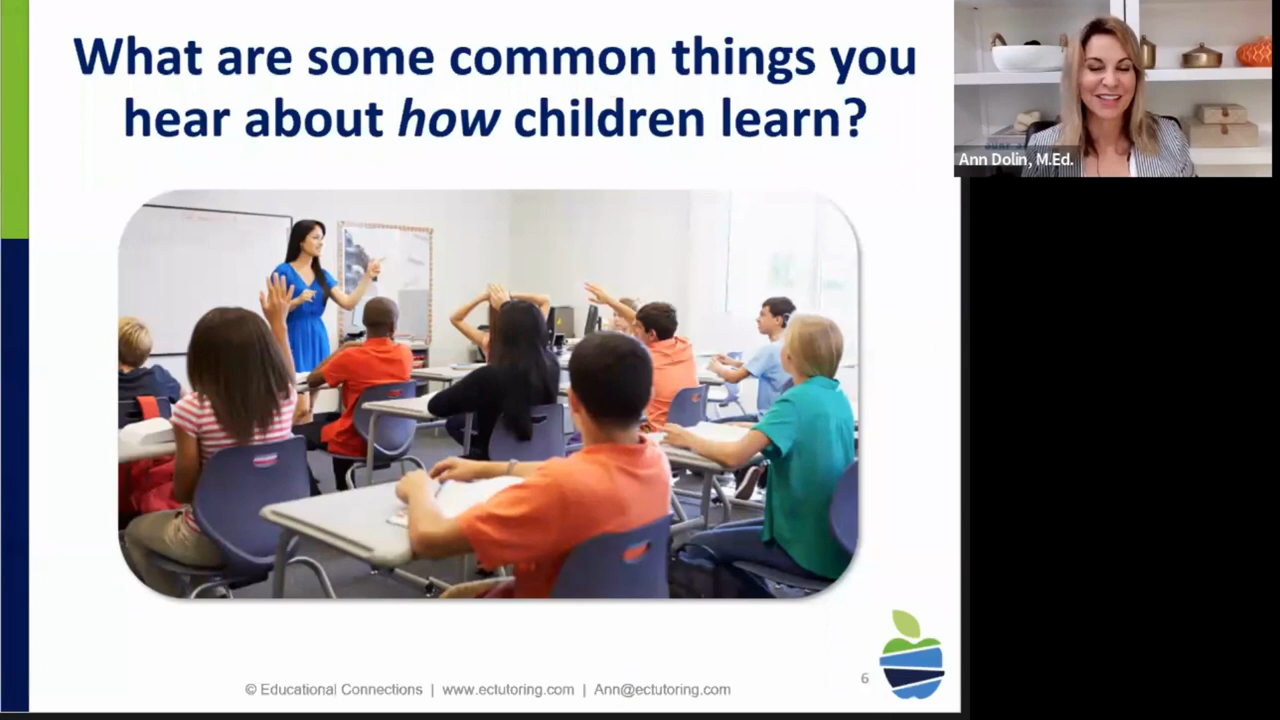 What are some common things you
hear about how children learn?
Ann Dolin, M.Ed.
© Educational Connections | www.ectutoring.com | Ann@ectutoring.com
6